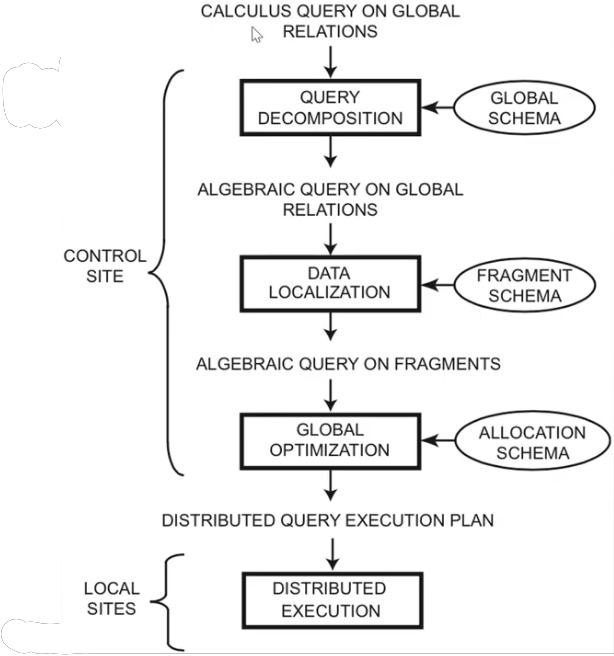 CALCULUS QUERY ON GLOBAL
RELATIONS
QUERY
DECOMPOSITION
GLOBAL
SCHEMA
ALGEBRAIC QUERY ON GLOBAL
RELATIONS
CONTROL
SITE
DATA
LOCALIZATION
FRAGMENT
SCHEMA
ALGEBRAIC QUERY ON FRAGMENTS
GLOBAL
OPTIMIZATION
ALLOCATION
SCHEMA
DISTRIBUTED QUERY EXECUTION PLAN
LOCAL
SITES
DISTRIBUTED
EXECUTION